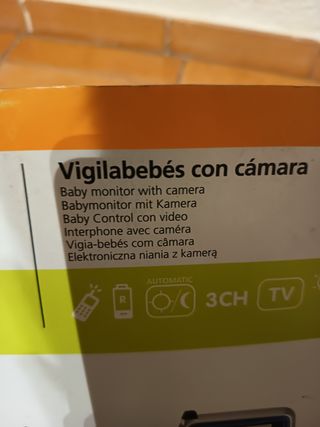 Vigilabebés con cámara
Baby monitor with camera
Babymonitor mit Kamera
Baby Control con video
Interphone avec caméra
Vigia-bebés com câmara
Elektroniczna niania z kamerą
AUTOMATIC
R
3CH
TV